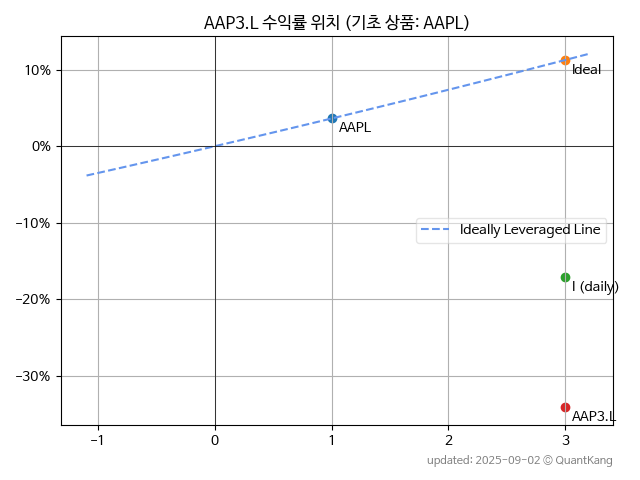 AAP3.L 수익률 위치 (기초 상품: AAPL)
10%
0%
−10%
−20%
−30%
Ideal
AAPL
Ideally Leveraged Line
I (daily)
AAP3.L
−1
0
1
2
3
updated: 2025-09-02 © QuantKang